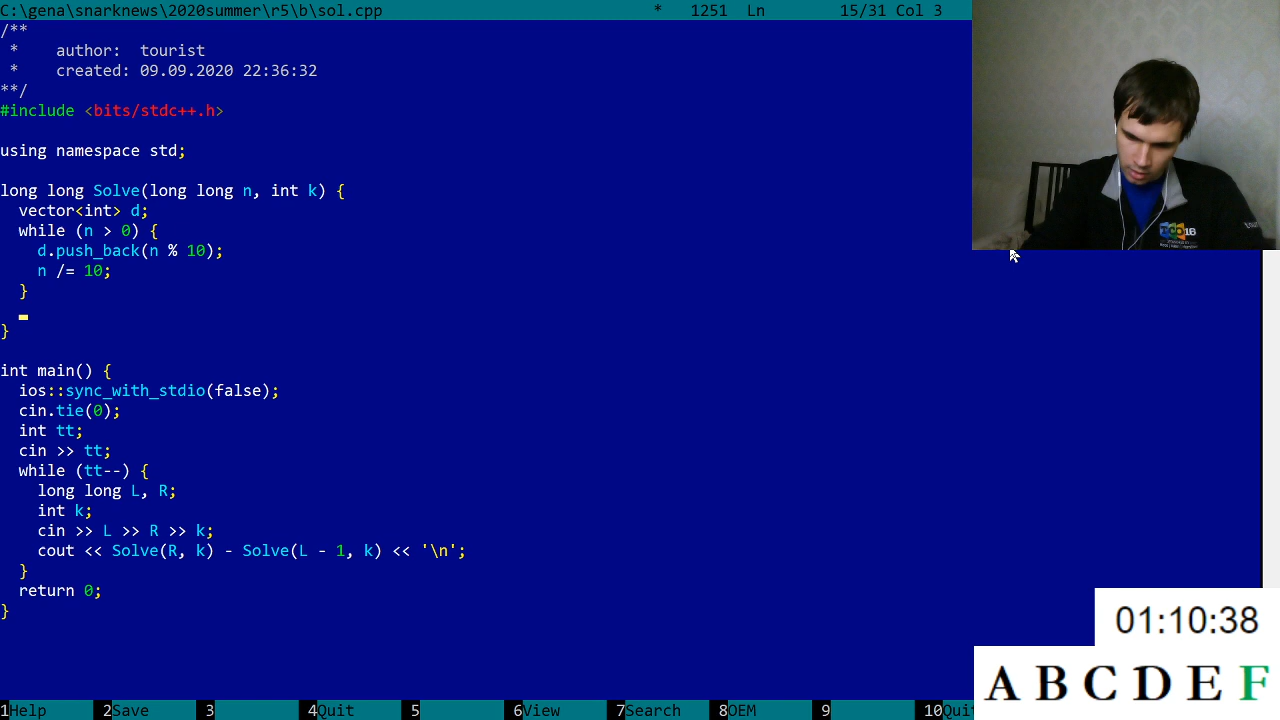 C:\gena\snarknews\2020summer\r5\b\sol.cpp * 1251 Ln 15/31 Col 3
/**
 *    author:  tourist
 *    created: 09.09.2020 22:36:32
**/
#include <bits/stdc++.h>
using namespace std;
long long Solve(long long n, int k) {
  vector<int> d;
  while (n > 0) {
    d.push_back(n % 10);
    n /= 10;
  }
}
int main() {
  ios::sync_with_stdio(false);
  cin.tie(0);
  int tt;
  cin >> tt;
  while (tt--) {
    long long L, R;
    int k;
    cin >> L >> R >> k;
    cout << Solve(R, k) - Solve(L - 1, k) << '\n';
  }
  return 0;
}
01:10:38
A B C D E F
1Help 2Save 3 4Quit 5 6View 7Search 8OEM 9 10Qui